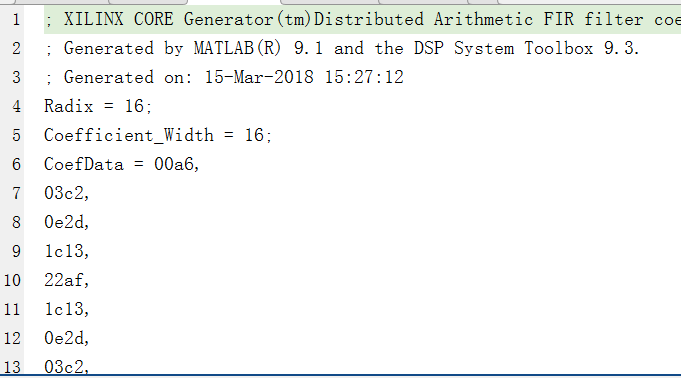 1 ; XILINX CORE Generator(tm)Distributed Arithmetic FIR filter coe
2 ; Generated by MATLAB(R) 9.1 and the DSP System Toolbox 9.3.
3 ; Generated on: 15-Mar-2018 15:27:12
4 Radix = 16;
5 Coefficient_Width = 16;
6 CoefData = 00a6,
7 03c2,
8 0e2d,
9 1c13,
10 22af,
11 1c13,
12 0e2d,
13 03c2,